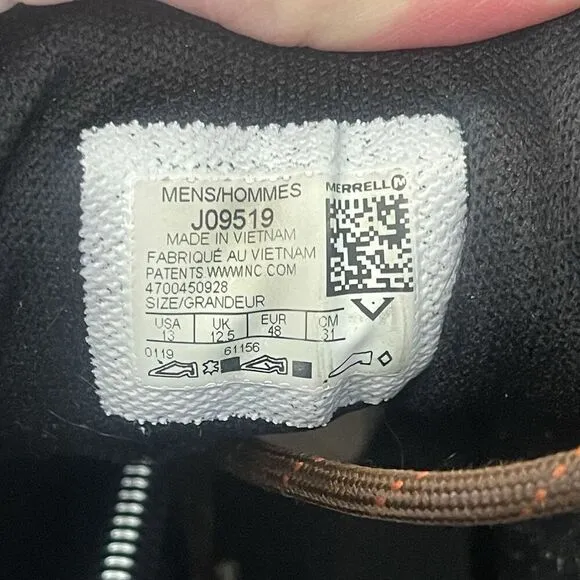 MENS/HOMMES
MERRELL M
J09519
MADE IN VIETNAM
FABRIQUÉ AU VIETNAM
PATENTS WWWNC.COM
4700450928
SIZE/GRANDEUR
USA UK EUR CM
13 12.5 48 31
0119 61156